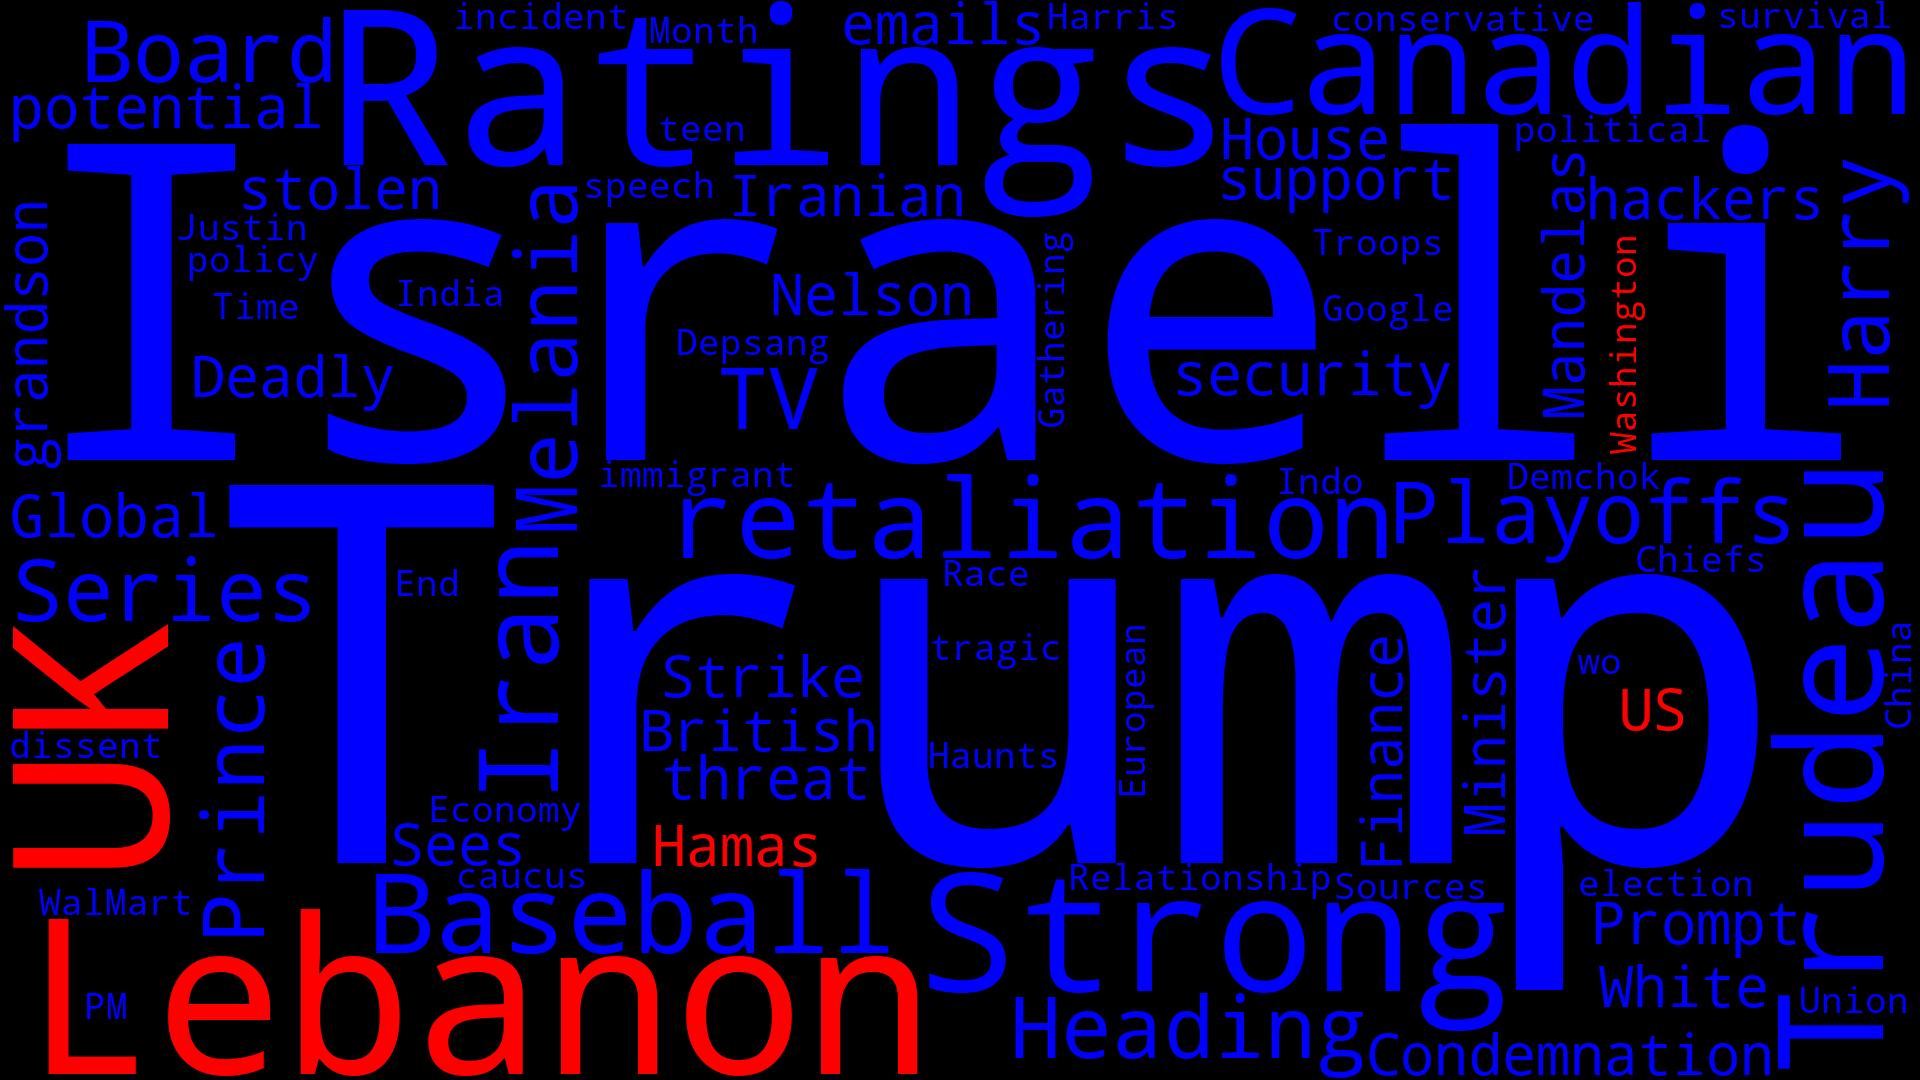 incident
Month
emails
Harris
conservative
survival
Board
Ratings
Canadian
potential
teen
House
political
Israeli
stolen
speech
Iranian
support
hackers
Justin
policy
Time
India
Melania
Nelson
Gathering
Troops
Google
Mandelas
Washington
Harry
grandson
Deadly
Depsang
TV
security
immigrant
Indo
Demchok
Global
retaliation
Playoffs
Trump
Chiefs
Series
End
Iran
Race
tragic
Strike
British
threat
Haunts
European
Finance
Minister
wo
US
China
Trudeau
UK
dissent
Prince
Economy
Sees
Hamas
caucus
WalMart
Baseball
Strong
Relationship
Sources
election
Prompt
Lebanon
PM
White
Union
Heading
Condemnation